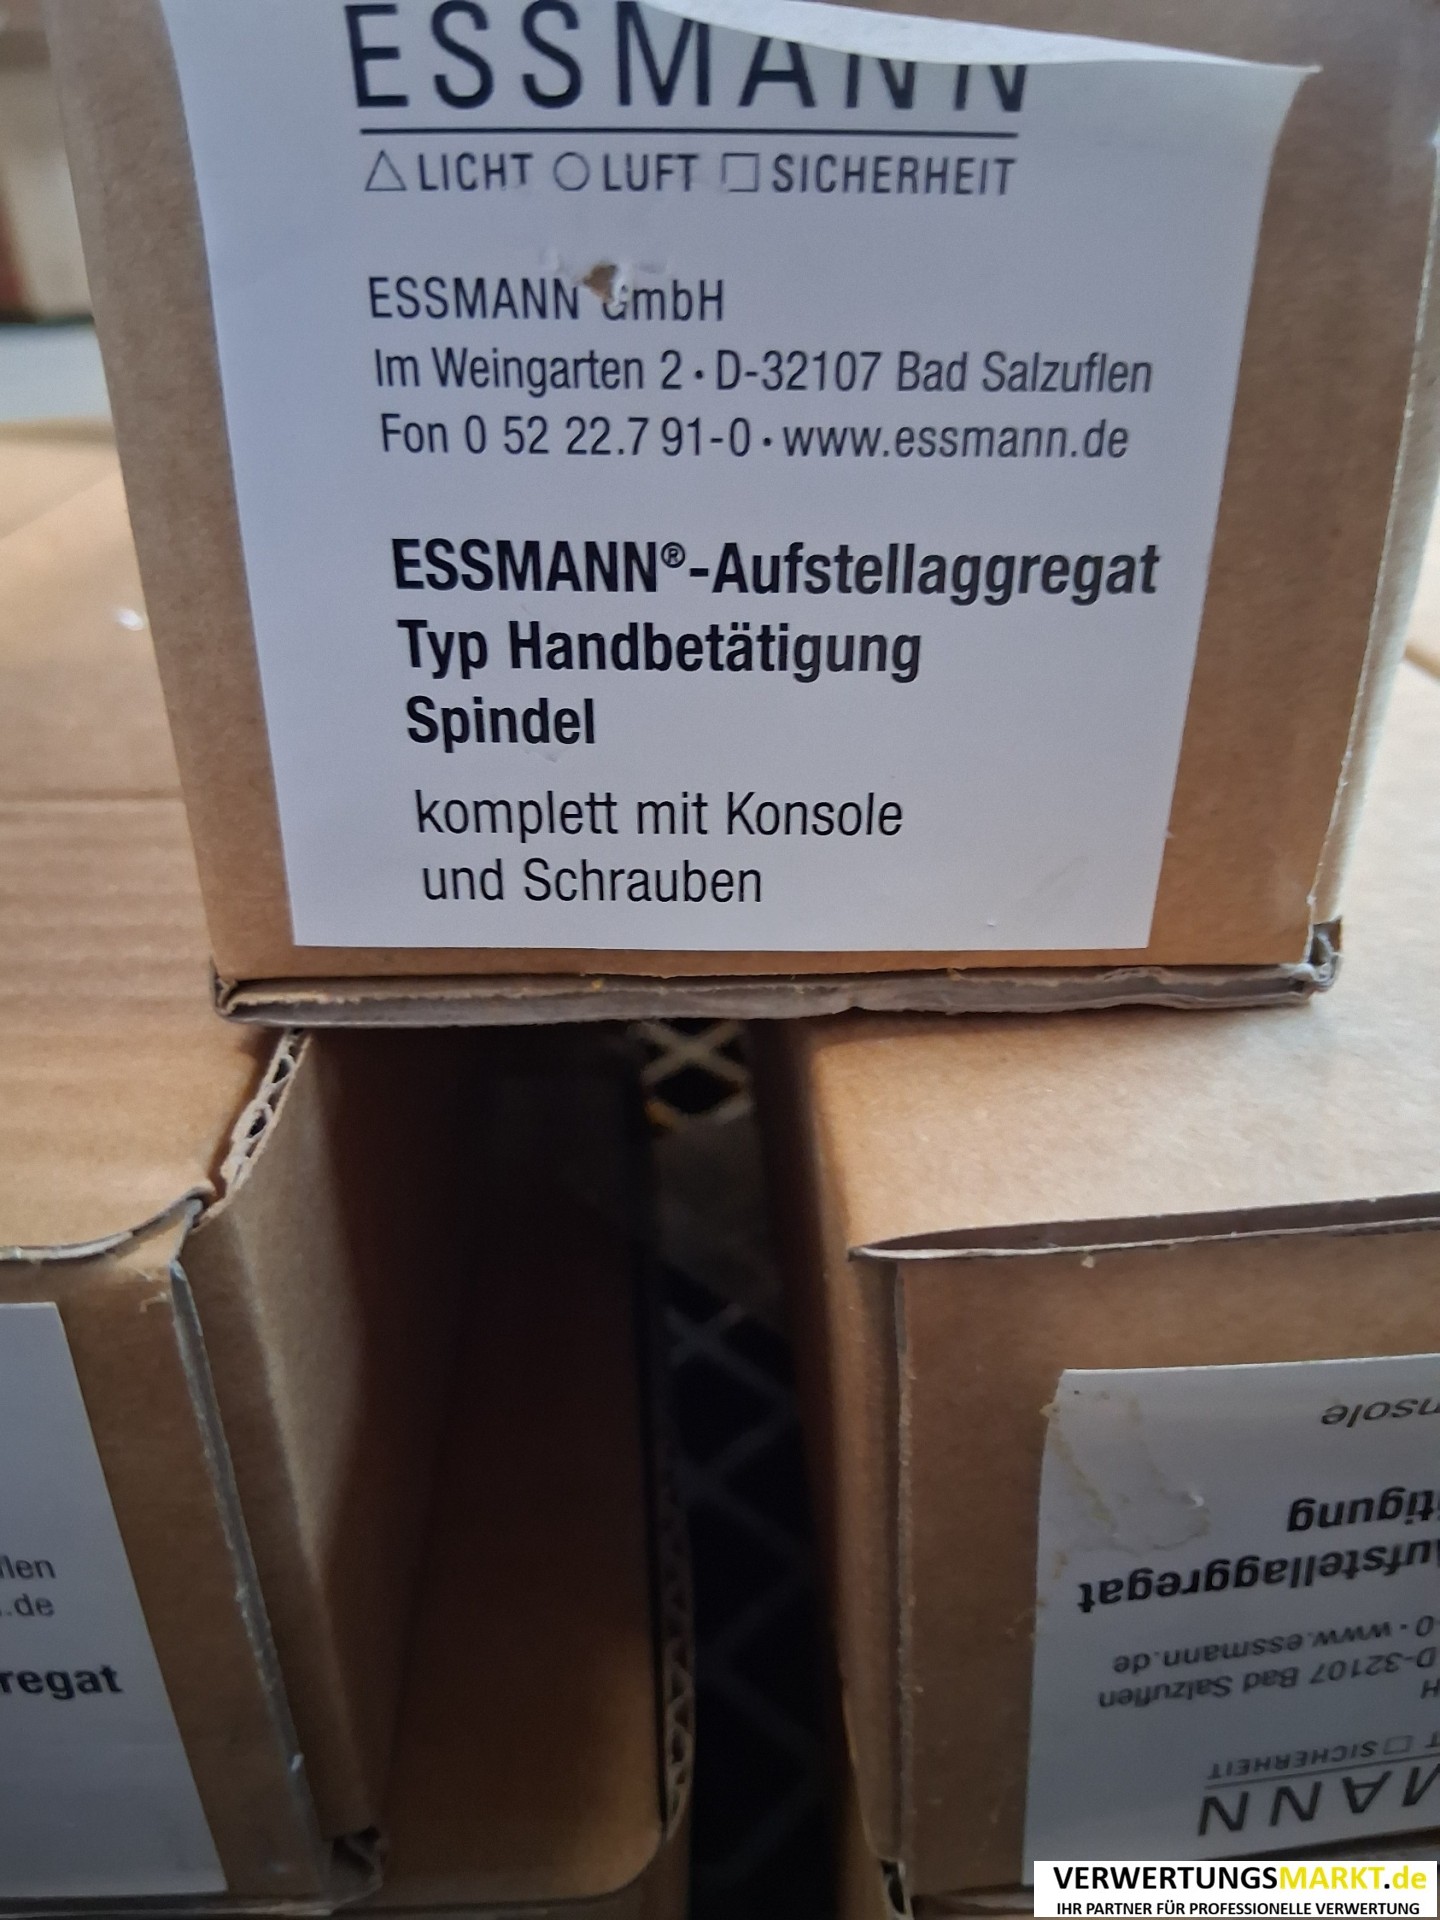 ESSMANN
LICHT LUFT SICHERHEIT
ESSMANN GmbH
Im Weingarten 2 • D-32107 Bad Salzuflen
Fon 0 52 22.7 91-0 • www.essmann.de
ESSMANN®-Aufstellaggregat
Typ Handbetätigung
Spindel
komplett mit Konsole
und Schrauben
flen
.de
regat
MANN
T SICHERHEIT
H
D-32107 Bad Salzuflen
-0 • www.essmann.de
Aufstellaggregat
tigung
nsole
VERWERTUNGSMARKT.de
IHR PARTNER FÜR PROFESSIONELLE VERWERTUNG